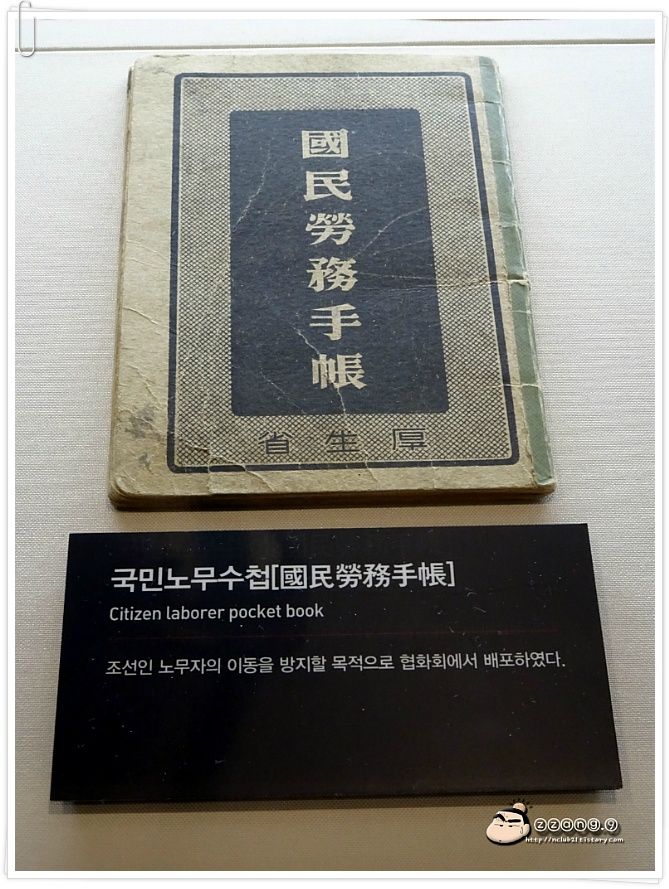 國民勞務手帳
省生厚
국민노무수첩[國民勞務手帳]
Citizen laborer pocket book
조선인 노무자의 이동을 방지할 목적으로 협화회에서 배포하였다.
zzang.9